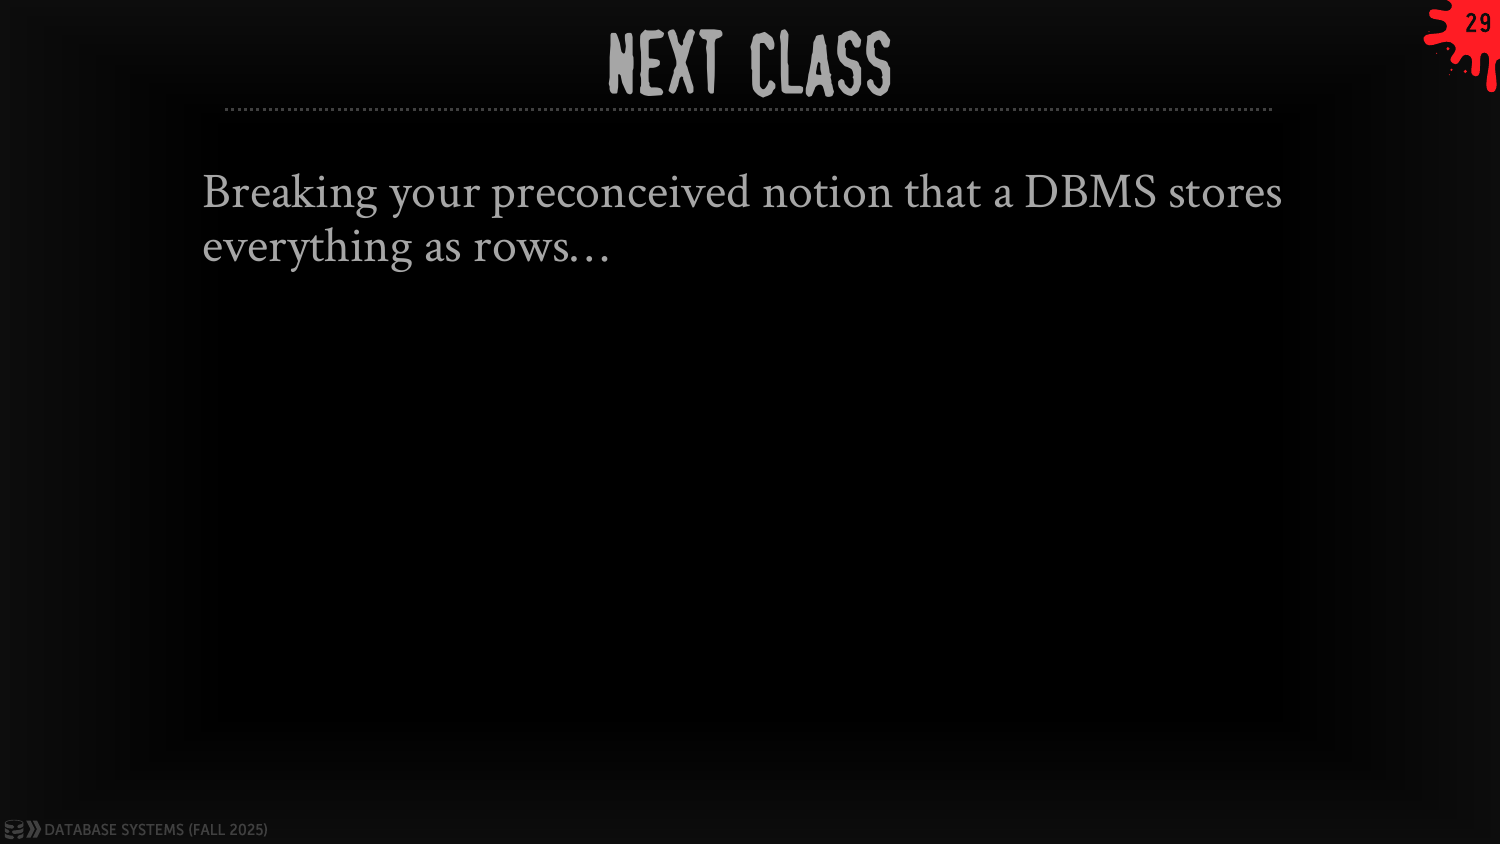 29
NEXT CLASS
Breaking your preconceived notion that a DBMS stores
everything as rows…
DATABASE SYSTEMS (FALL 2025)